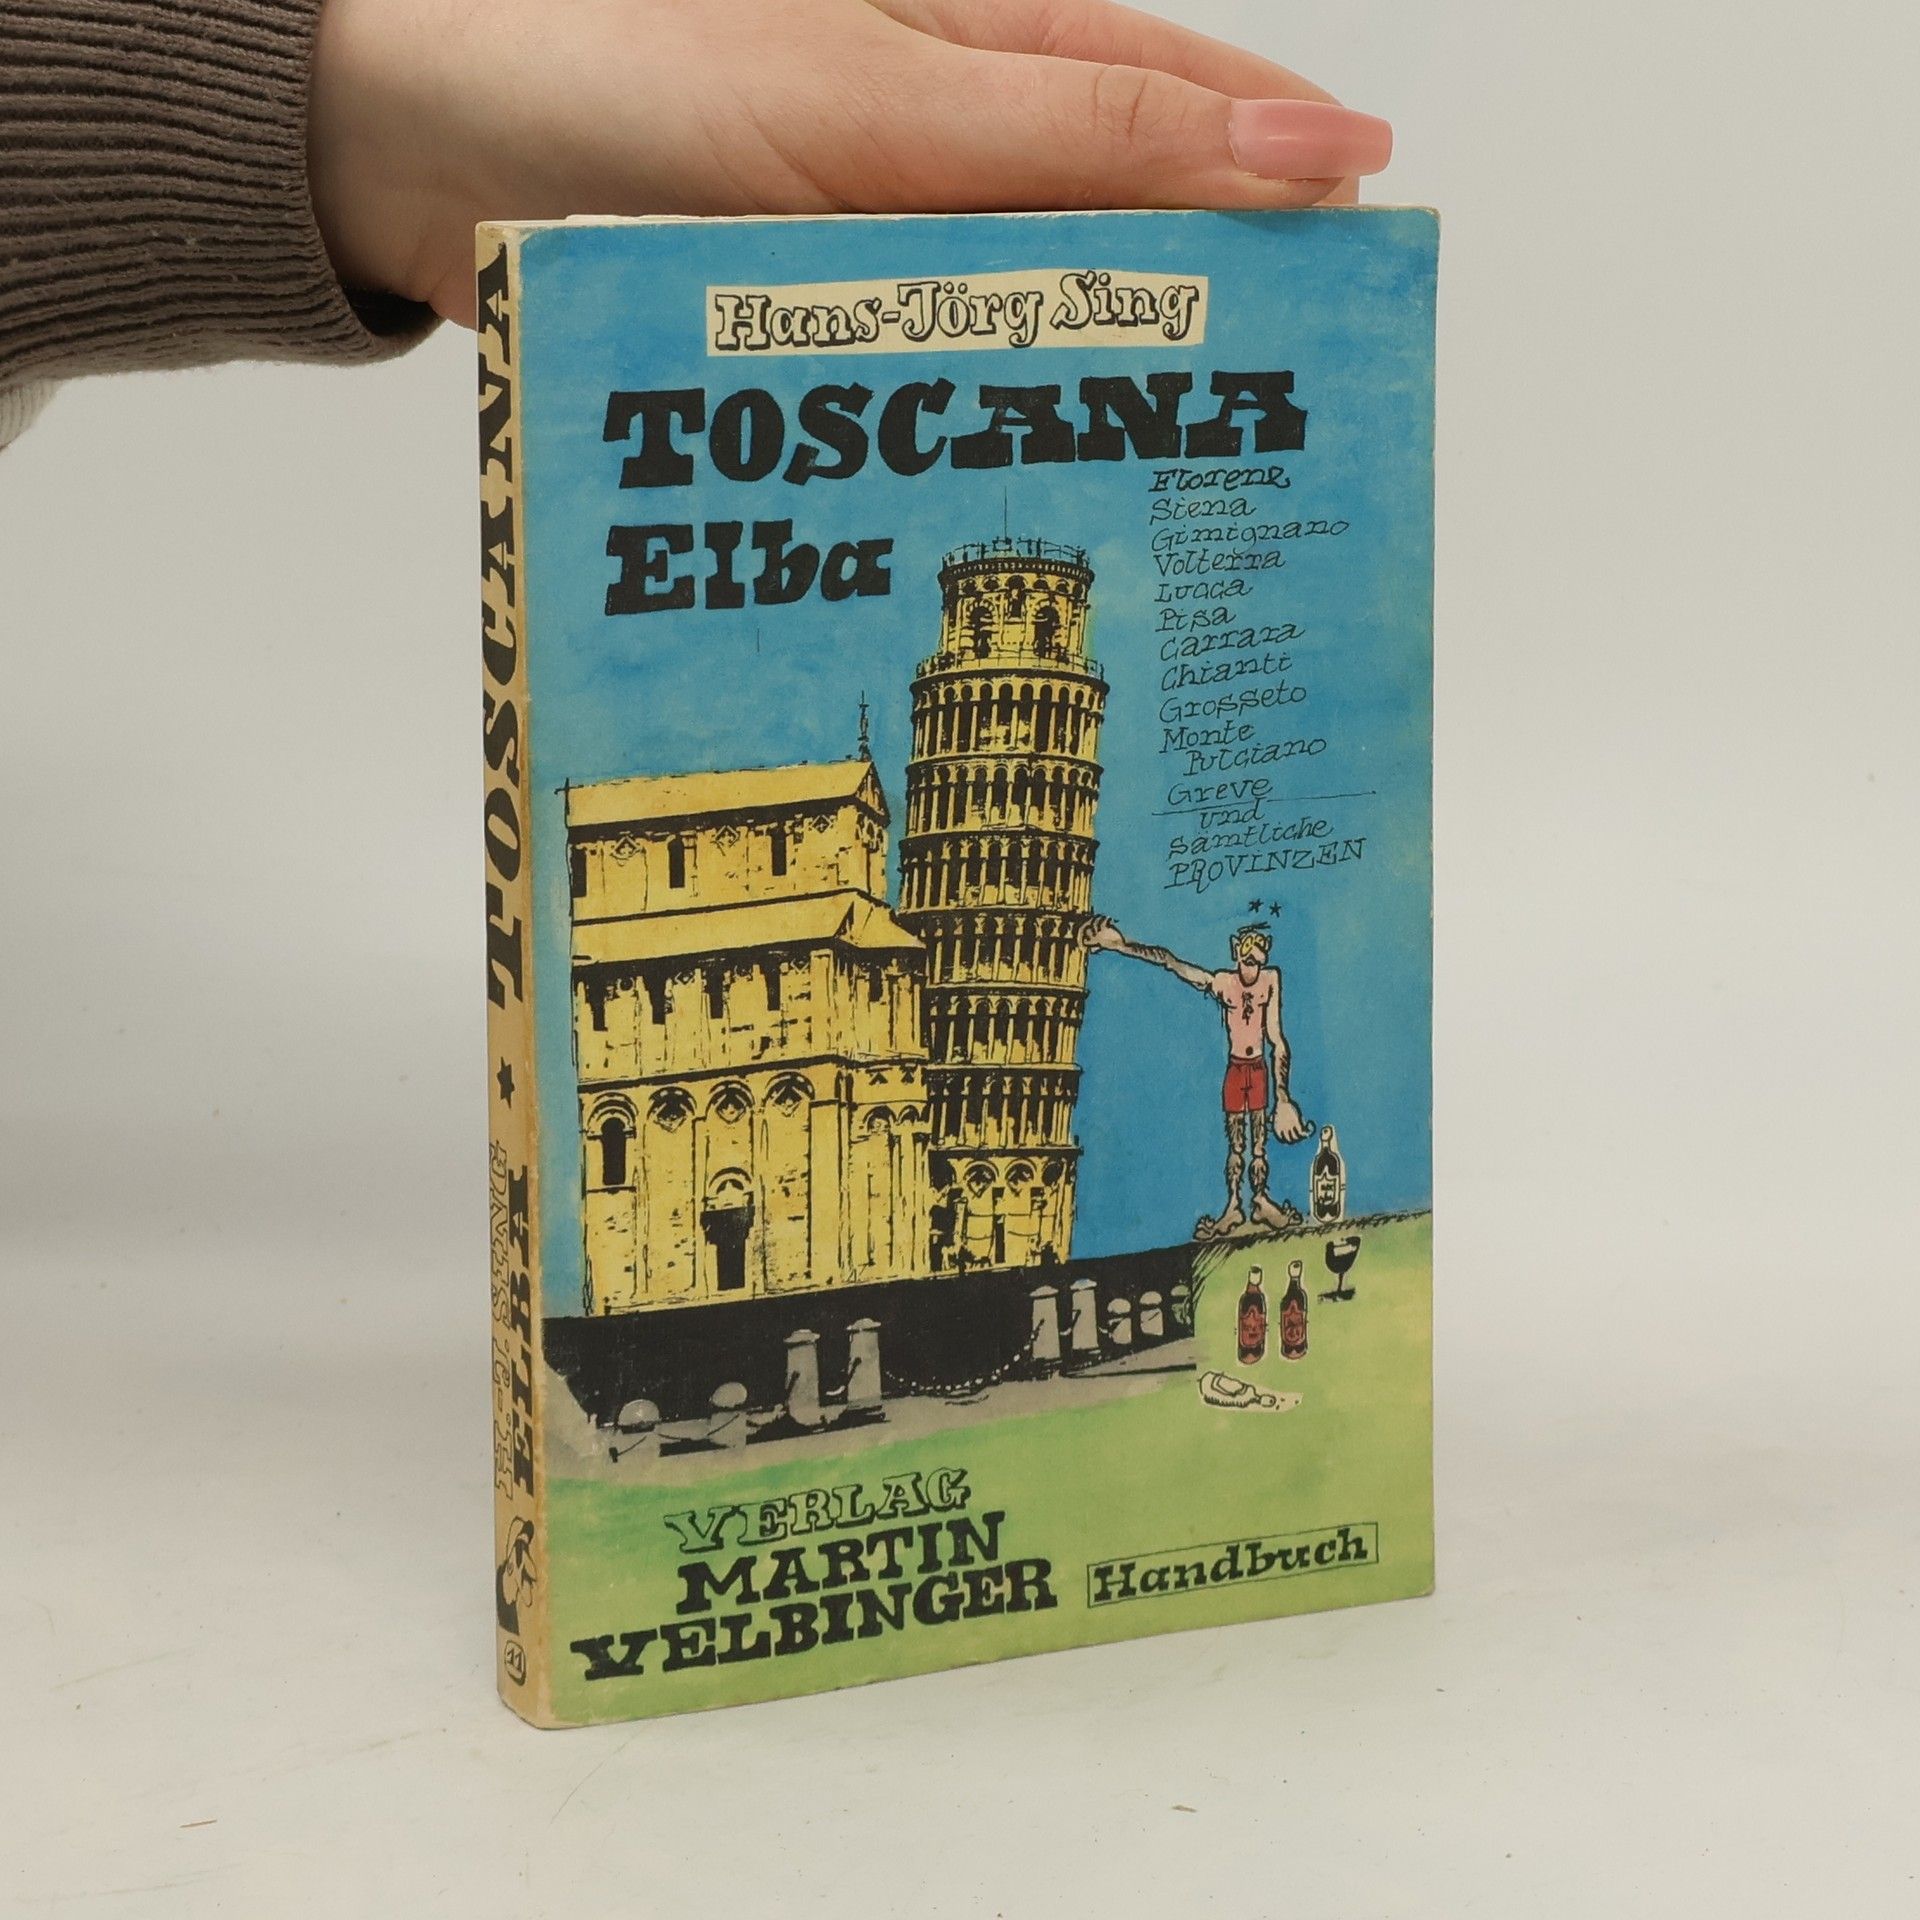 Hans-Jörg Sing
TOSCANA
Elba
Florenz
Siena
Gimignano
Volterra
Lucca
Pisa
Carrara
Chianti
Grosseto
Monte
Pulciano
Greve
und
sämtliche
PROVINZEN
VERLAG
MARTIN
VELBINGER
Handbuch
TOSCANA * ELBA
H.-J. SING
11